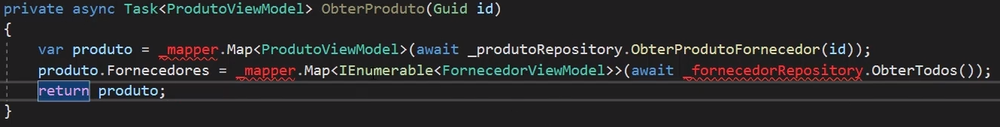 private async Task<ProdutoViewModel> ObterProduto(Guid id)
{
var produto = _mapper.Map<ProdutoViewModel>(await _produtoRepository.ObterProdutoFornecedor(id));
produto.Fornecedores = _mapper.Map<IEnumerable<FornecedorViewModel>>(await _fornecedorRepository.ObterTodos());
return produto;
}